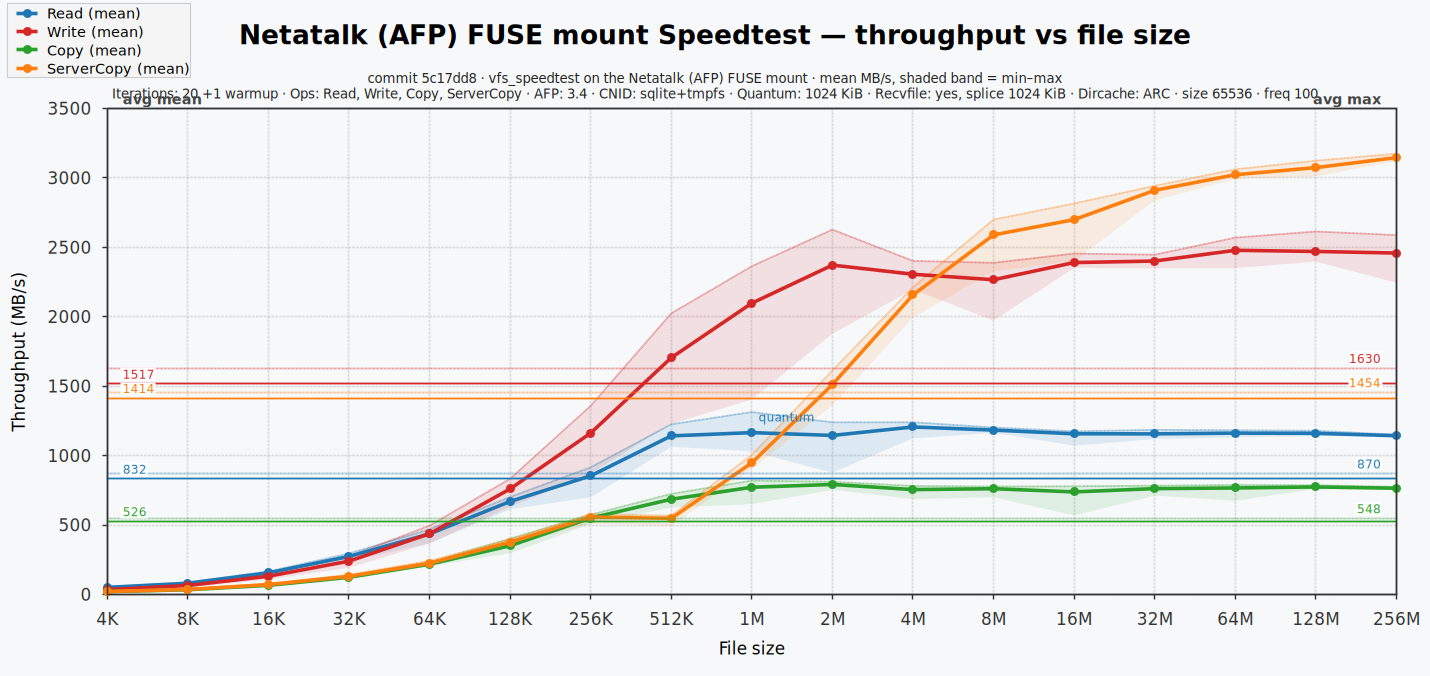 Read (mean)
Write (mean)
Copy (mean)
ServerCopy (mean)
Netatalk (AFP) FUSE mount Speedtest — throughput vs file size
commit 5c17dd8 · vfs_speedtest on the Netatalk (AFP) FUSE mount · mean MB/s, shaded band = min–max
Iterations: 20 +1 warmup · Ops: Read, Write, Copy, ServerCopy · AFP: 3.4 · CNID: sqlite+tmpfs · Quantum: 1024 KiB · Recvfile: yes, splice 1024 KiB · Dircache: ARC · size 65536 · freq 100
avg mean
avg max
3500
3000
2500
2000
1500
1000
500
0
Throughput (MB/s)
1517
1414
832
526
1630
1454
870
548
quantum
4K 8K 16K 32K 64K 128K 256K 512K 1M 2M 4M 8M 16M 32M 64M 128M 256M
File size